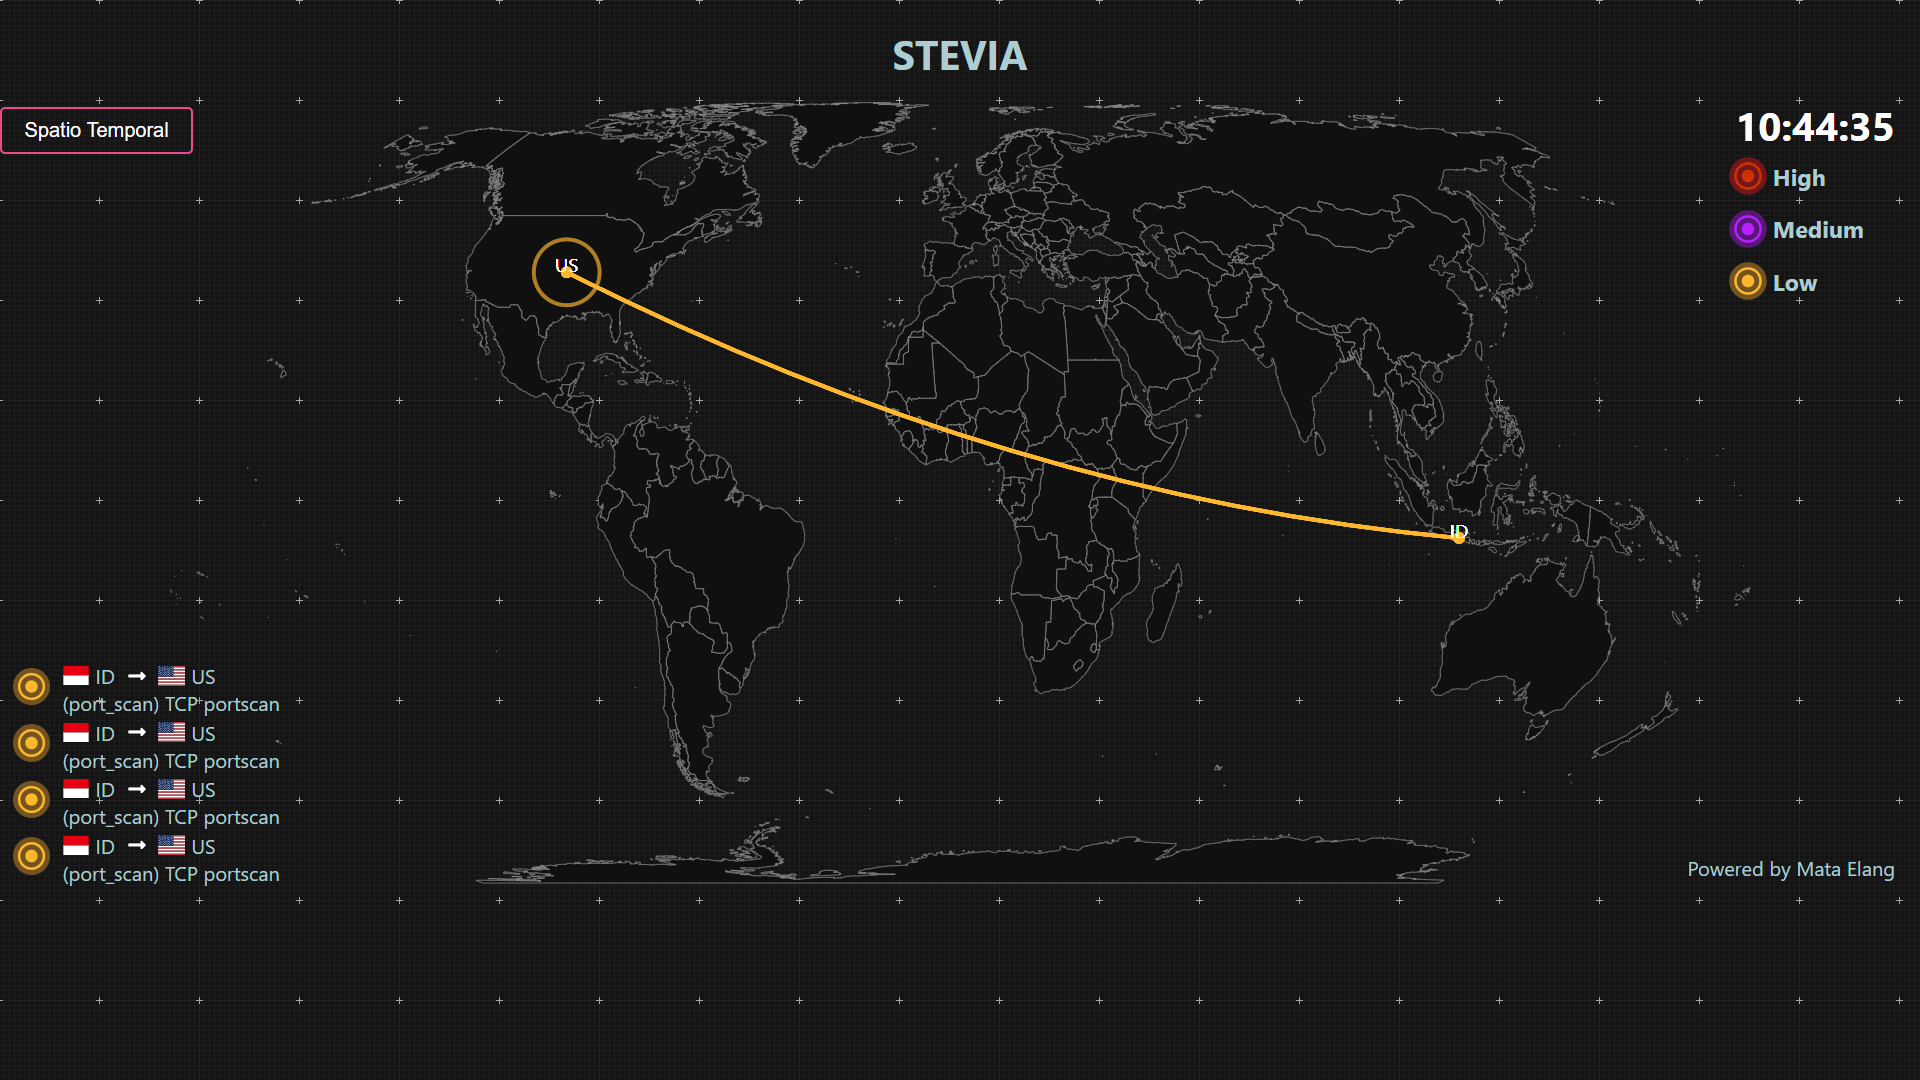 STEVIA
Spatio Temporal
10:44:35
High
Medium
Low
US
ID
ID → US
(port_scan) TCP portscan
ID → US
(port_scan) TCP portscan
ID → US
(port_scan) TCP portscan
ID → US
(port_scan) TCP portscan
Powered by Mata Elang